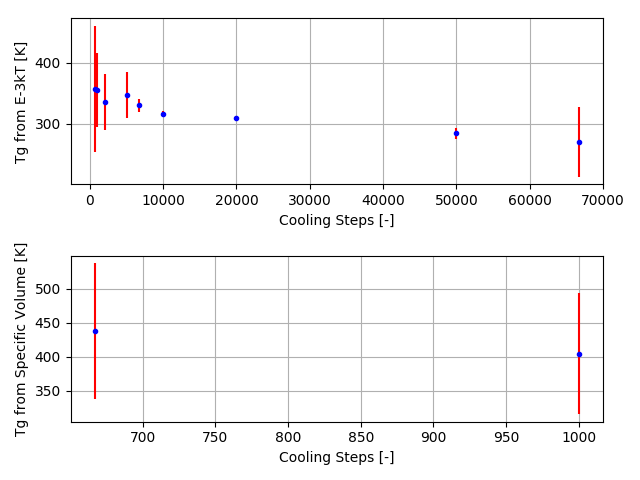 Tg from E-3kT [K]
400
300
0 10000 20000 30000 40000 50000 60000 70000
Cooling Steps [-]
Tg from Specific Volume [K]
500
450
400
350
700 750 800 850 900 950 1000
Cooling Steps [-]